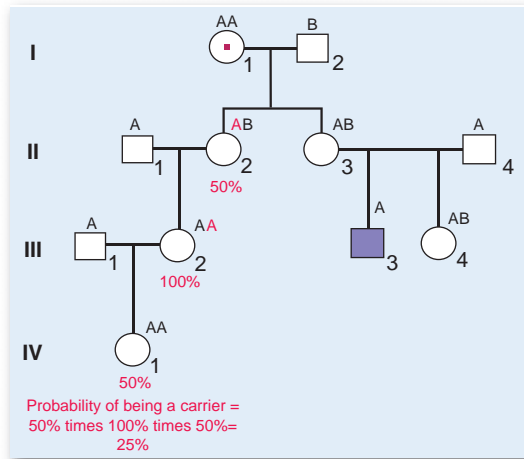 AA B
I
1 2
A AB AB A
II
1 2 3 4
50%
A AA A AB
III
1 2 3 4
100%
AA
IV
1
50%
Probability of being a carrier =
50% times 100% times 50%=
25%